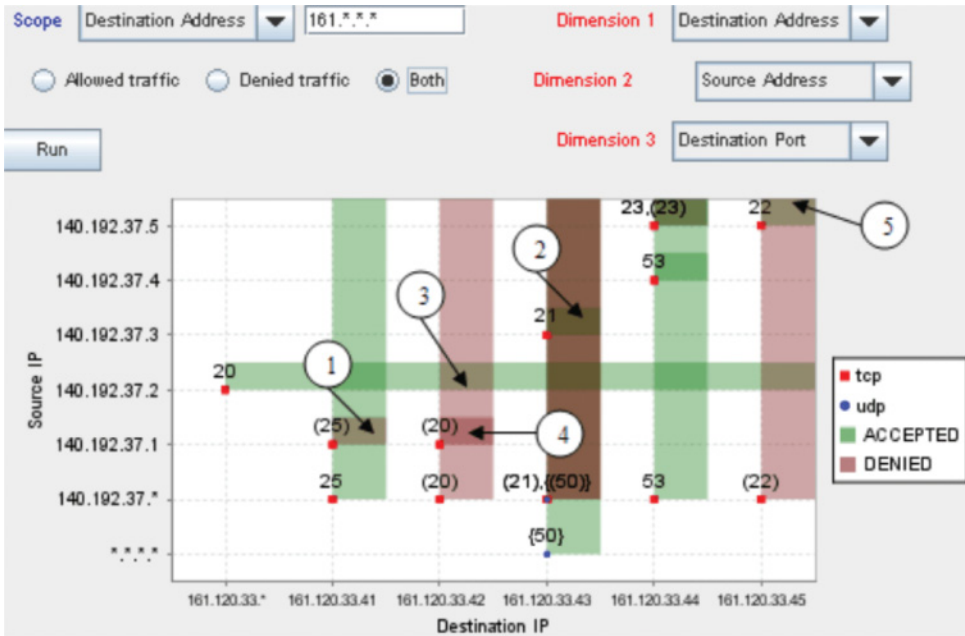 Scope Destination Address 161.*.*.* Dimension 1 Destination Address
Allowed traffic Denied traffic Both Dimension 2 Source Address
Run Dimension 3 Destination Port
140.192.37.5 23,(23) 22 5
2
140.192.37.4 53
3
140.192.37.3 21
1
140.192.37.2 20
Source IP
140.192.37.1 (25) (20) 4
140.192.37.* 25 (20) (21),{(50)} 53 (22)
*.*.*.* {50}
tcp
udp
ACCEPTED
DENIED
161.120.33.* 161.120.33.41 161.120.33.42 161.120.33.43 161.120.33.44 161.120.33.45
Destination IP